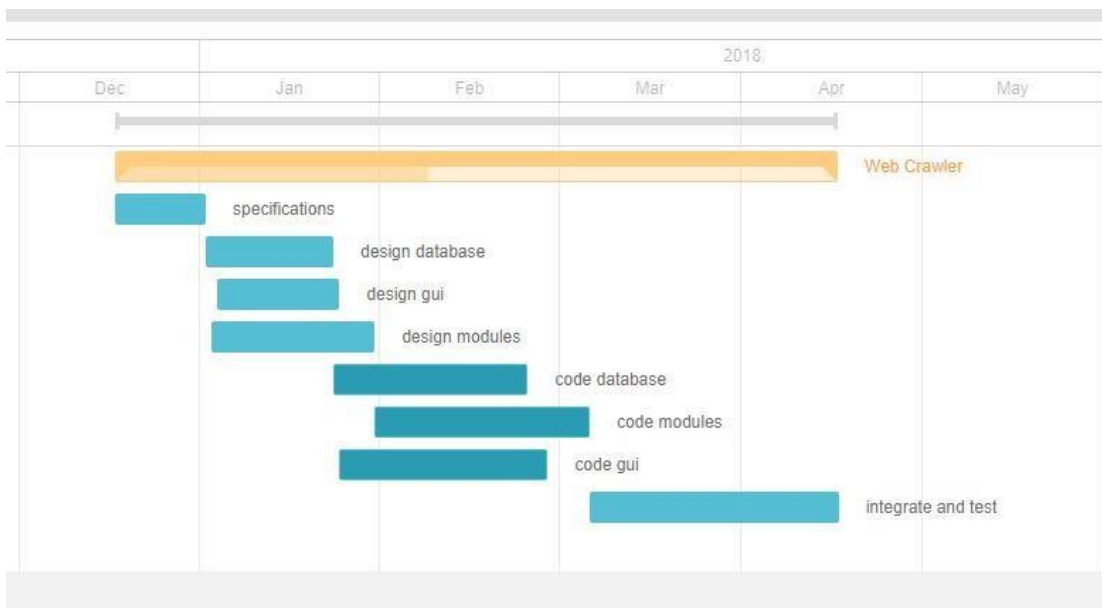 2018
Dec Jan Feb Mar Apr May
Web Crawler
specifications
design database
design gui
design modules
code database
code modules
code gui
integrate and test